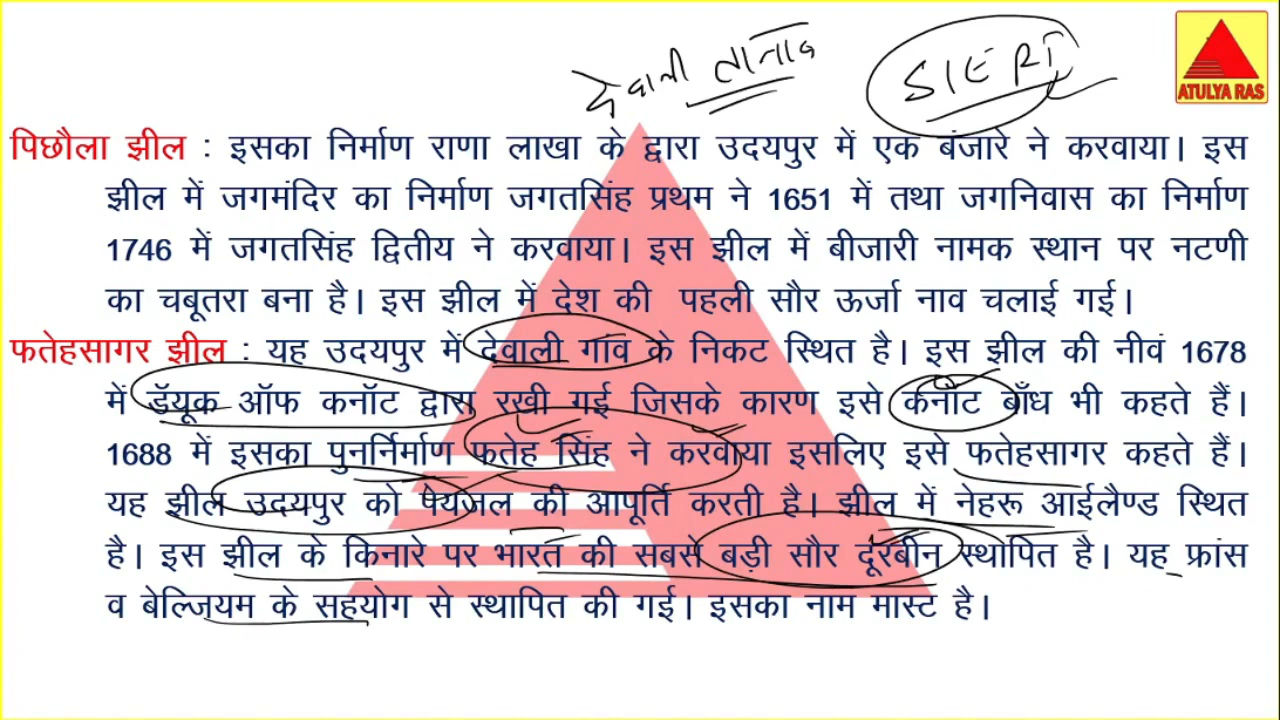 देवाली तालाब
SIERT
ATULYA RAS
पिछौला झील : इसका निर्माण राणा लाखा के द्वारा उदयपुर में एक बंजारे ने करवाया। इस
झील में जगमंदिर का निर्माण जगतसिंह प्रथम ने 1651 में तथा जगनिवास का निर्माण
1746 में जगतसिंह द्वितीय ने करवाया। इस झील में बीजारी नामक स्थान पर नटणी
का चबूतरा बना है। इस झील में देश की पहली सौर ऊर्जा नाव चलाई गई।
फतेहसागर झील : यह उदयपुर में देवाली गांव के निकट स्थित है। इस झील की नीवं 1678
में डॅयूक ऑफ कनॉट द्वारा रखी गई जिसके कारण इसे कनॉट बाँध भी कहते हैं।
1688 में इसका पुनर्निर्माण फतेह सिंह ने करवाया इसलिए इसे फतेहसागर कहते हैं।
यह झील उदयपुर को पेयजल की आपूर्ति करती है। झील में नेहरू आईलैण्ड स्थित
है। इस झील के किनारे पर भारत की सबसे बड़ी सौर दूरबीन स्थापित है। यह फ्रांस
व बेल्जियम के सहयोग से स्थापित की गई। इसका नाम मास्ट है।